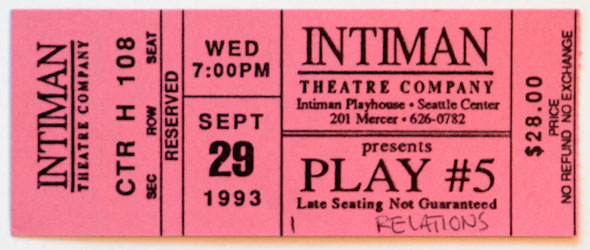 INTIMAN
THEATRE COMPANY
CTR H 108
SEC ROW SEAT
RESERVED
WED
7:00PM
SEPT
29
1993
INTIMAN
THEATRE COMPANY
Intiman Playhouse • Seattle Center
201 Mercer • 626-0782
presents
PLAY #5
Late Seating Not Guaranteed
RELATIONS
$28.00
PRICE
NO REFUND NO EXCHANGE